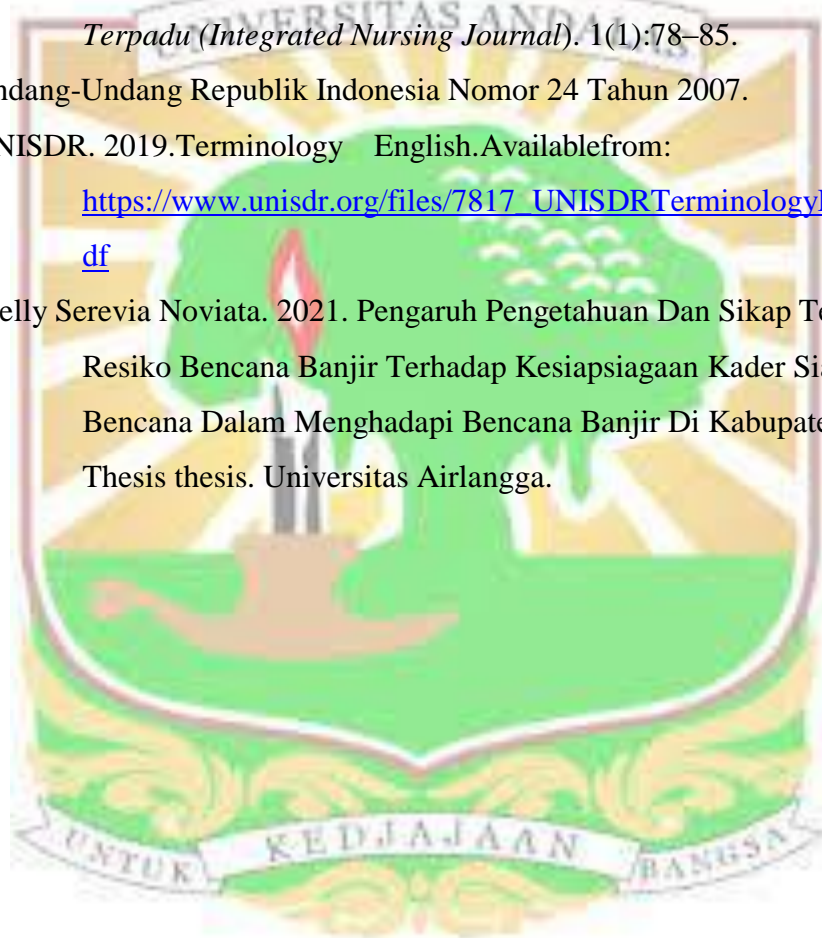 UNIVERSITAS ANDALAS
Terpadu (Integrated Nursing Journal). 1(1):78–85.
ndang-Undang Republik Indonesia Nomor 24 Tahun 2007.
NISDR. 2019.Terminology English.Availablefrom:
https://www.unisdr.org/files/7817_UNISDRTerminology
df
elly Serevia Noviata. 2021. Pengaruh Pengetahuan Dan Sikap Te
Resiko Bencana Banjir Terhadap Kesiapsiagaan Kader Sia
Bencana Dalam Menghadapi Bencana Banjir Di Kabupate
Thesis thesis. Universitas Airlangga.
UNTUK KEDJAJAAN BANGSA